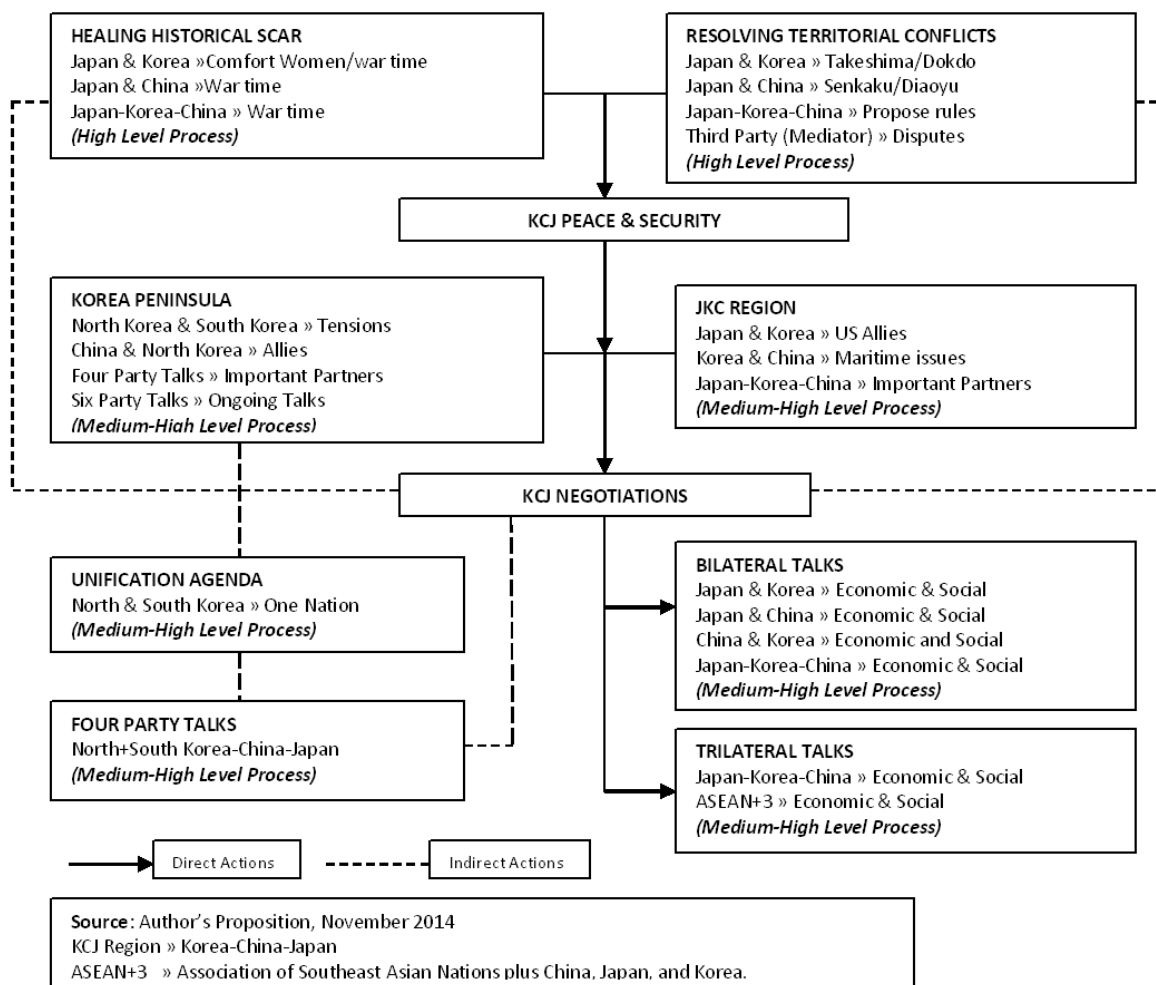 HEALING HISTORICAL SCAR
Japan & Korea »Comfort Women/war time
Japan & China »War time
Japan-Korea-China » War time
(High Level Process)
RESOLVING TERRITORIAL CONFLICTS
Japan & Korea » Takeshima/Dokdo
Japan & China » Senkaku/Diaoyu
Japan-Korea-China » Propose rules
Third Party (Mediator) » Disputes
(High Level Process)
KCJ PEACE & SECURITY
KOREA PENINSULA
North Korea & South Korea » Tensions
China & North Korea » Allies
Four Party Talks » Important Partners
Six Party Talks » Ongoing Talks
(Medium-High Level Process)
JKC REGION
Japan & Korea » US Allies
Korea & China » Maritime issues
Japan-Korea-China » Important Partners
(Medium-High Level Process)
KCJ NEGOTIATIONS
UNIFICATION AGENDA
North & South Korea » One Nation
(Medium-High Level Process)
BILATERAL TALKS
Japan & Korea » Economic & Social
Japan & China » Economic & Social
China & Korea » Economic and Social
Japan-Korea-China » Economic & Social
(Medium-High Level Process)
FOUR PARTY TALKS
North+South Korea-China-Japan
(Medium-High Level Process)
TRILATERAL TALKS
Japan-Korea-China » Economic & Social
ASEAN+3 » Economic & Social
(Medium-High Level Process)
Direct Actions
Indirect Actions
Source: Author's Proposition, November 2014
KCJ Region » Korea-China-Japan
ASEAN+3 » Association of Southeast Asian Nations plus China, Japan, and Korea.